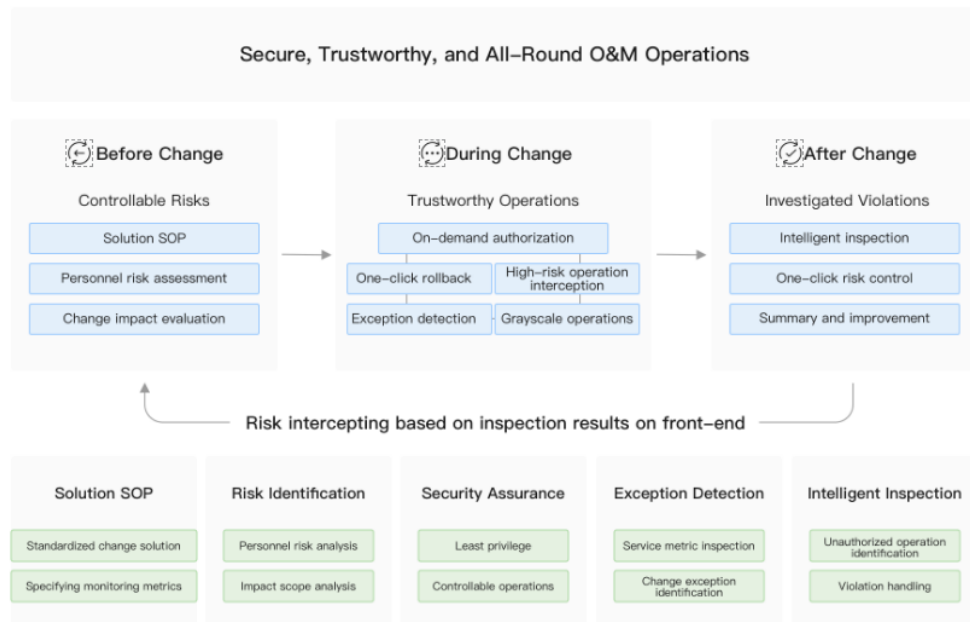 Secure, Trustworthy, and All-Round O&M Operations
Before Change
Controllable Risks
Solution SOP
Personnel risk assessment
Change impact evaluation
During Change
Trustworthy Operations
On-demand authorization
One-click rollback
High-risk operation
interception
Exception detection
Grayscale operations
After Change
Investigated Violations
Intelligent inspection
One-click risk control
Summary and improvement
Risk intercepting based on inspection results on front-end
Solution SOP
Standardized change solution
Specifying monitoring metrics
Risk Identification
Personnel risk analysis
Impact scope analysis
Security Assurance
Least privilege
Controllable operations
Exception Detection
Service metric inspection
Change exception
identification
Intelligent Inspection
Unauthorized operation
identification
Violation handling